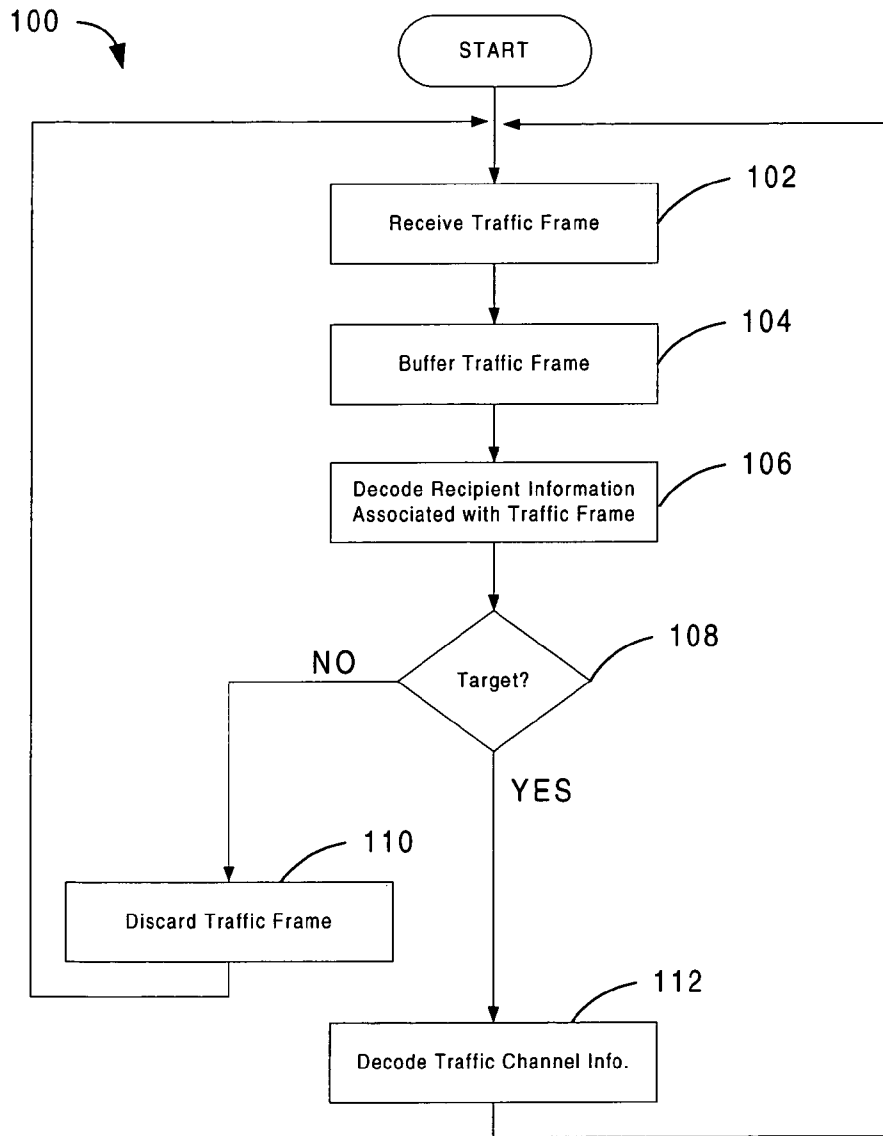 100
START
102
Receive Traffic Frame
104
Buffer Traffic Frame
106
Decode Recipient Information
Associated with Traffic Frame
108
Target?
NO
YES
110
Discard Traffic Frame
112
Decode Traffic Channel Info.